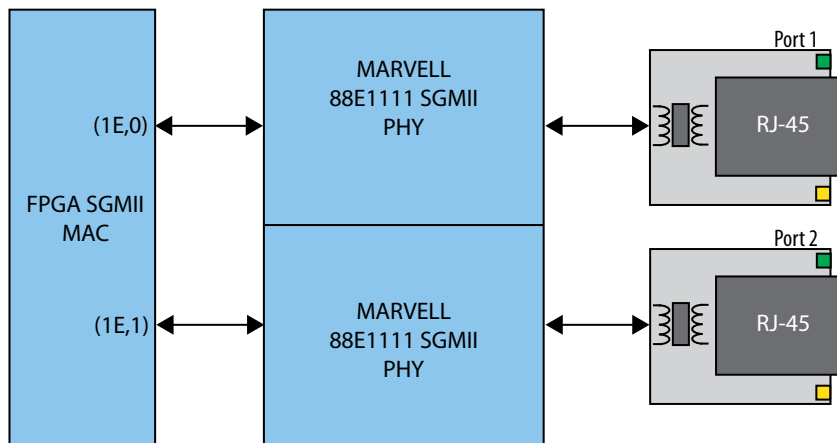 Port 1
MARVELL
88E1111 SGMII
PHY
(1E,0)
RJ-45
FPGA SGMII
MAC
Port 2
(1E,1)
MARVELL
88E1111 SGMII
PHY
RJ-45